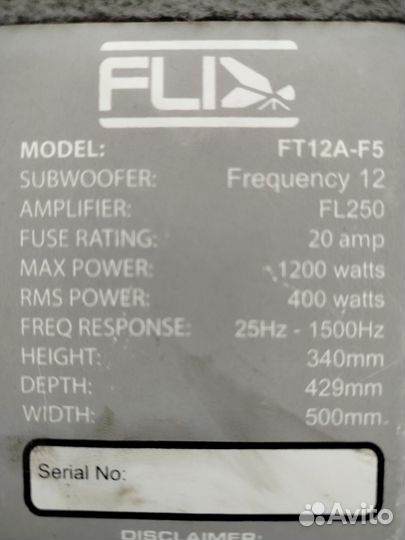 FLI
MODEL: FT12A-F5
SUBWOOFER: Frequency 12
AMPLIFIER: FL250
FUSE RATING: 20 amp
MAX POWER: 1200 watts
RMS POWER: 400 watts
FREQ RESPONSE: 25Hz - 1500Hz
HEIGHT: 340mm
DEPTH: 429mm
WIDTH: 500mm
Serial No:
DISCLAIMER:
Avito